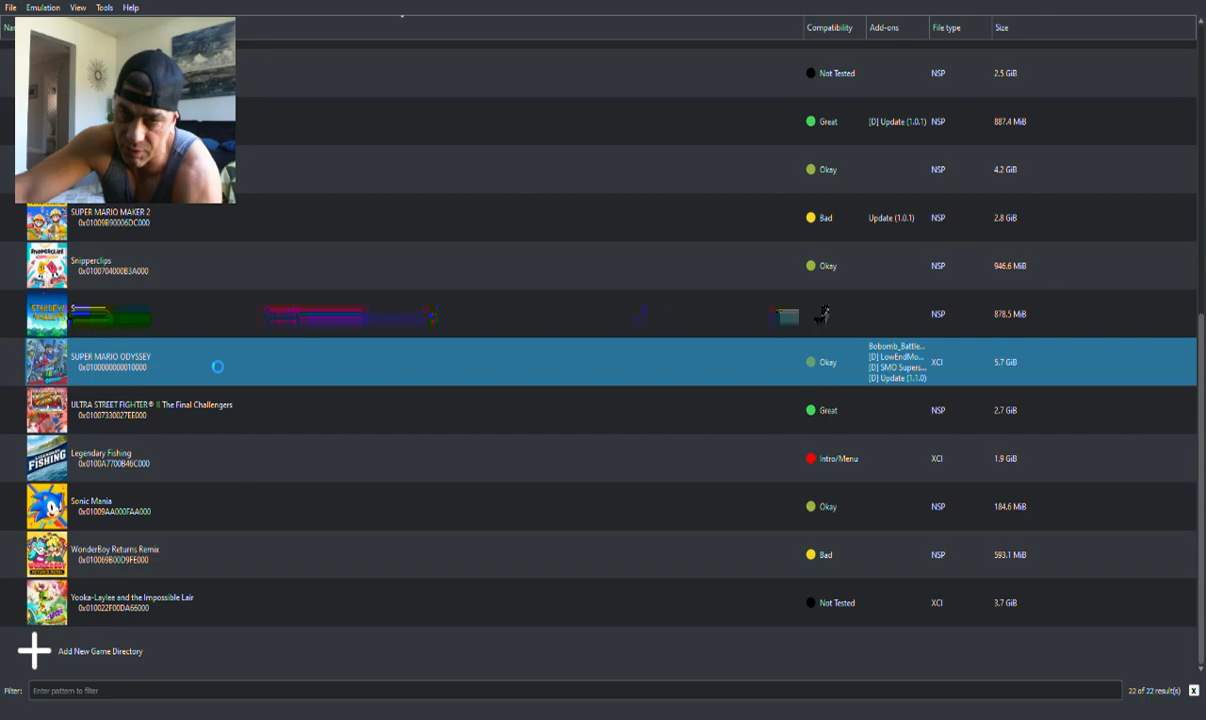 File Emulation View Tools Help
Compatibility Add-ons File type Size
Not Tested NSP 2.5 GiB
Great [D] Update (1.0.1) NSP 887.4 MiB
Okay NSP 4.2 GiB
SUPER MARIO MAKER 2
0x01009B90006DC000
Bad Update (1.0.1) NSP 2.8 GiB
Snipperclips
0x0100704000B3A000
Okay NSP 946.6 MiB
NSP 878.5 MiB
SUPER MARIO ODYSSEY
0x0100000000010000
Okay
Bobomb_Battle...
[D] LowEndMo...
[D] SMO Supers...
[D] Update (1.1.0)
XCI 5.7 GiB
ULTRA STREET FIGHTER® II The Final Challengers
0x01007330027EE000
Great NSP 2.7 GiB
LEGENDARY FISHING
Legendary Fishing
0x0100A7700B46C000
Intro/Menu XCI 1.9 GiB
Sonic Mania
0x01009AA000FAA000
Okay NSP 184.6 MiB
WonderBoy Returns Remix
0x010069B00D9FE000
Bad NSP 593.1 MiB
Yooka-Laylee and the Impossible Lair
0x010022F00DA66000
Not Tested XCI 3.7 GiB
Add New Game Directory
Filter: Enter pattern to filter 22 of 22 result(s) X